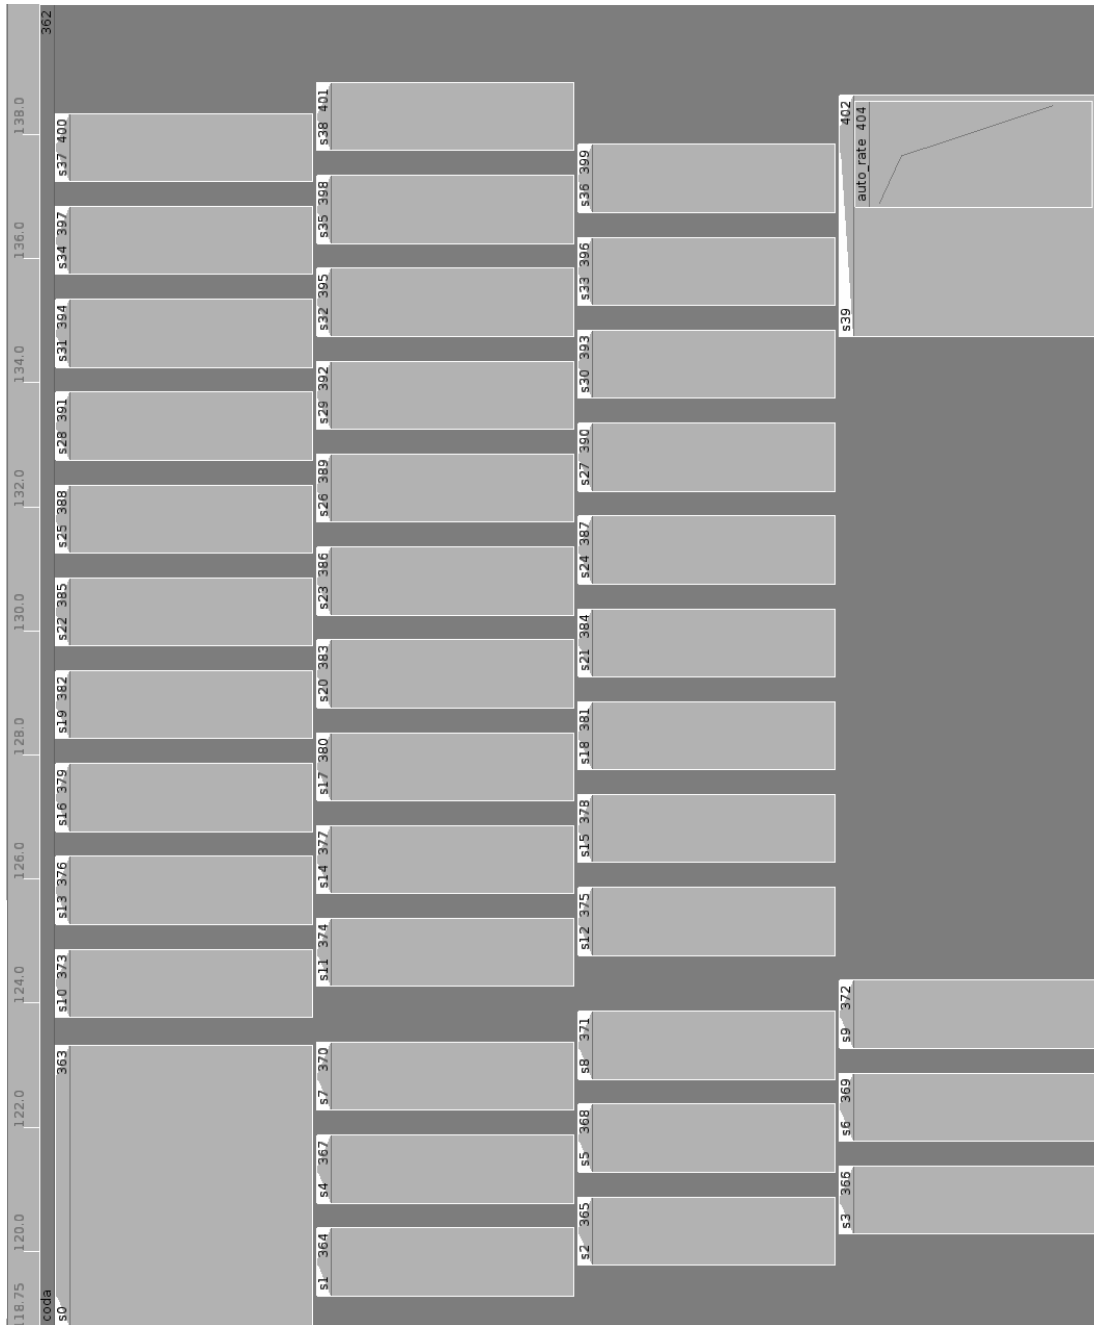 362
coda
138.0
136.0
134.0
132.0
130.0
128.0
126.0
124.0
122.0
120.0
118.75
s37 400
s34 397
s31 394
s28 391
s25 388
s22 385
s19 382
s16 379
s13 376
s10 373
s0 363
s38 401
s35 398
s32 395
s29 392
s26 389
s23 386
s20 383
s17 380
s14 377
s11 374
s7 370
s4 367
s1 364
s36 399
s33 396
s30 393
s27 390
s24 387
s21 384
s18 381
s15 378
s12 375
s8 371
s5 368
s2 365
s39 402
auto_rate 404
s9 372
s6 369
s3 366